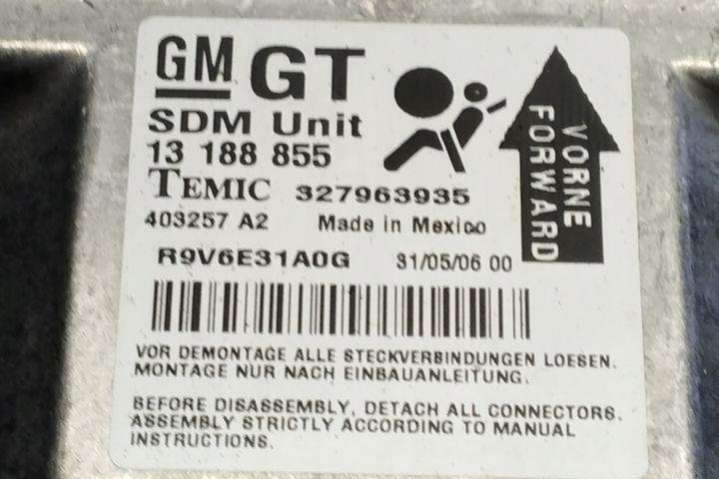 GM GT
SDM Unit
13 188 855
TEMIC 327963935
403257 A2 Made in Mexico
R9V6E31A0G 31/05/06 00
VORNE
FORWARD
VOR DEMONTAGE ALLE STECKVERBINDUNGEN LOESEN.
MONTAGE NUR NACH EINBAUANLEITUNG.
BEFORE DISASSEMBLY, DETACH ALL CONNECTORS.
ASSEMBLY STRICTLY ACCORDING TO MANUAL
INSTRUCTIONS.